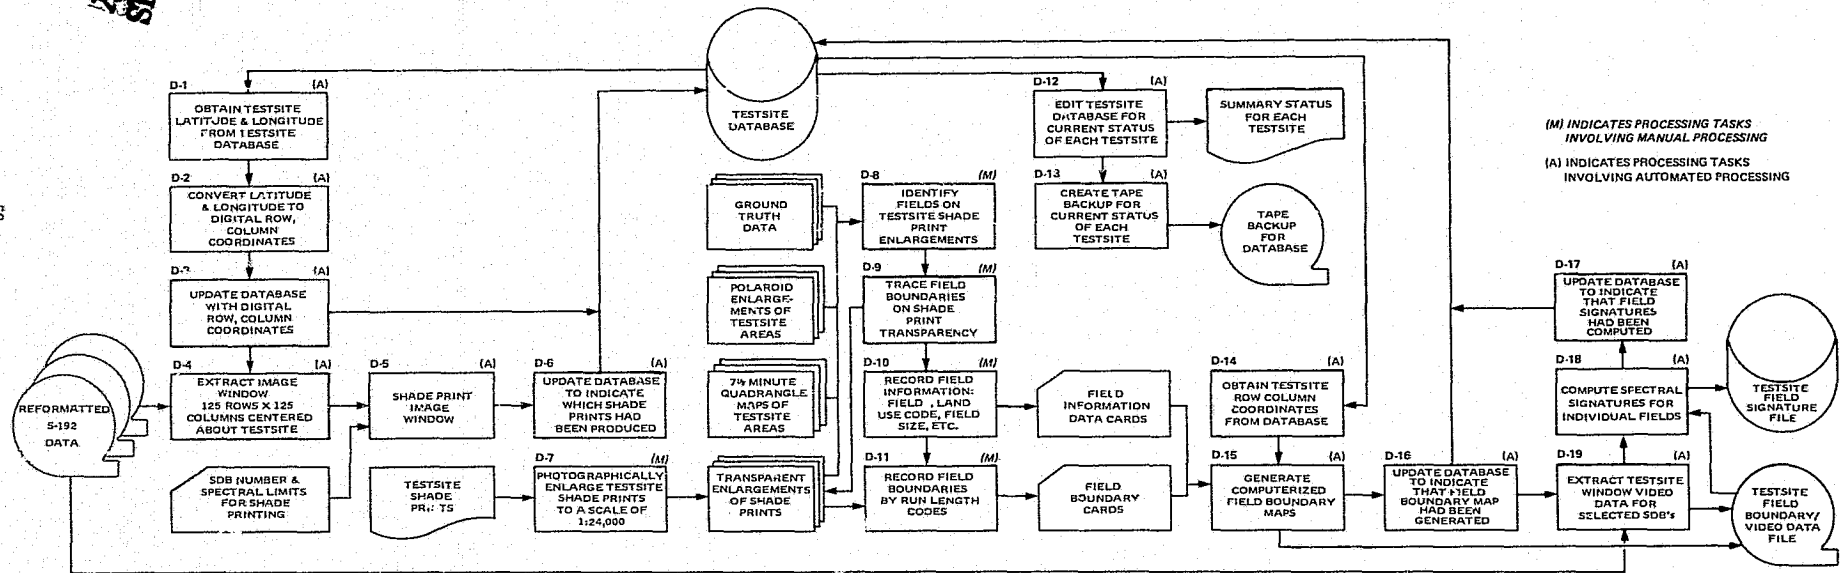 TESTSITE
DATABASE
D-1 (A)
OBTAIN TESTSITE
LATITUDE & LONGITUDE
FROM TESTSITE
DATABASE
D-2 (A)
CONVERT LATITUDE
& LONGITUDE TO
DIGITAL ROW,
COLUMN
COORDINATES
D-3 (A)
UPDATE DATABASE
WITH DIGITAL
ROW, COLUMN
COORDINATES
REFORMATTED
S-192
DATA
D-4 (A)
EXTRACT IMAGE
WINDOW
125 ROWS X 125
COLUMNS CENTERED
ABOUT TESTSITE
SDB NUMBER &
SPECTRAL LIMITS
FOR SHADE
PRINTING
D-5 (A)
SHADE PRINT
IMAGE
WINDOW
TESTSITE
SHADE
PRINTS
D-6 (A)
UPDATE DATABASE
TO INDICATE
WHICH SHADE
PRINTS HAD
BEEN PRODUCED
D-7 (M)
PHOTOGRAPHICALLY
ENLARGE TESTSITE
SHADE PRINTS
TO A SCALE OF
1:24,000
GROUND
TRUTH
DATA
POLAROID
ENLARGE-
MENTS OF
TESTSITE
AREAS
7½ MINUTE
QUADRANGLE
MAPS OF
TESTSITE
AREAS
TRANSPARENT
ENLARGEMENTS
OF SHADE
PRINTS
D-8 (M)
IDENTIFY
FIELDS ON
TESTSITE SHADE
PRINT
ENLARGEMENTS
D-9 (M)
TRACE FIELD
BOUNDARIES
ON SHADE
PRINT
TRANSPARENCY
D-10 (M)
RECORD FIELD
INFORMATION:
FIELD , LAND
USE CODE, FIELD
SIZE, ETC.
D-11 (M)
RECORD FIELD
BOUNDARIES
BY RUN LENGTH
CODES
D-12 (A)
EDIT TESTSITE
DATABASE FOR
CURRENT STATUS
OF EACH TESTSITE
SUMMARY STATUS
FOR EACH
TESTSITE
D-13 (A)
CREATE TAPE
BACKUP FOR
CURRENT STATUS
OF EACH
TESTSITE
TAPE
BACKUP
FOR
DATABASE
FIELD
INFORMATION
DATA CARDS
FIELD
BOUNDARY
CARDS
D-14 (A)
OBTAIN TESTSITE
ROW COLUMN
COORDINATES
FROM DATABASE
D-15 (A)
GENERATE
COMPUTERIZED
FIELD BOUNDARY
MAPS
D-16 (A)
UPDATE DATABASE
TO INDICATE
THAT FIELD
BOUNDARY MAP
HAD BEEN
GENERATED
D-17 (A)
UPDATE DATABASE
TO INDICATE
THAT FIELD
SIGNATURES
HAD BEEN
COMPUTED
D-18 (A)
COMPUTE SPECTRAL
SIGNATURES FOR
INDIVIDUAL FIELDS
D-19 (A)
EXTRACT TESTSITE
WINDOW VIDEO
DATA FOR
SELECTED SDB's
TESTSITE
FIELD
SIGNATURE
FILE
TESTSITE
FIELD
BOUNDARY/
VIDEO DATA
FILE
(M) INDICATES PROCESSING TASKS
INVOLVING MANUAL PROCESSING
(A) INDICATES PROCESSING TASKS
INVOLVING AUTOMATED PROCESSING